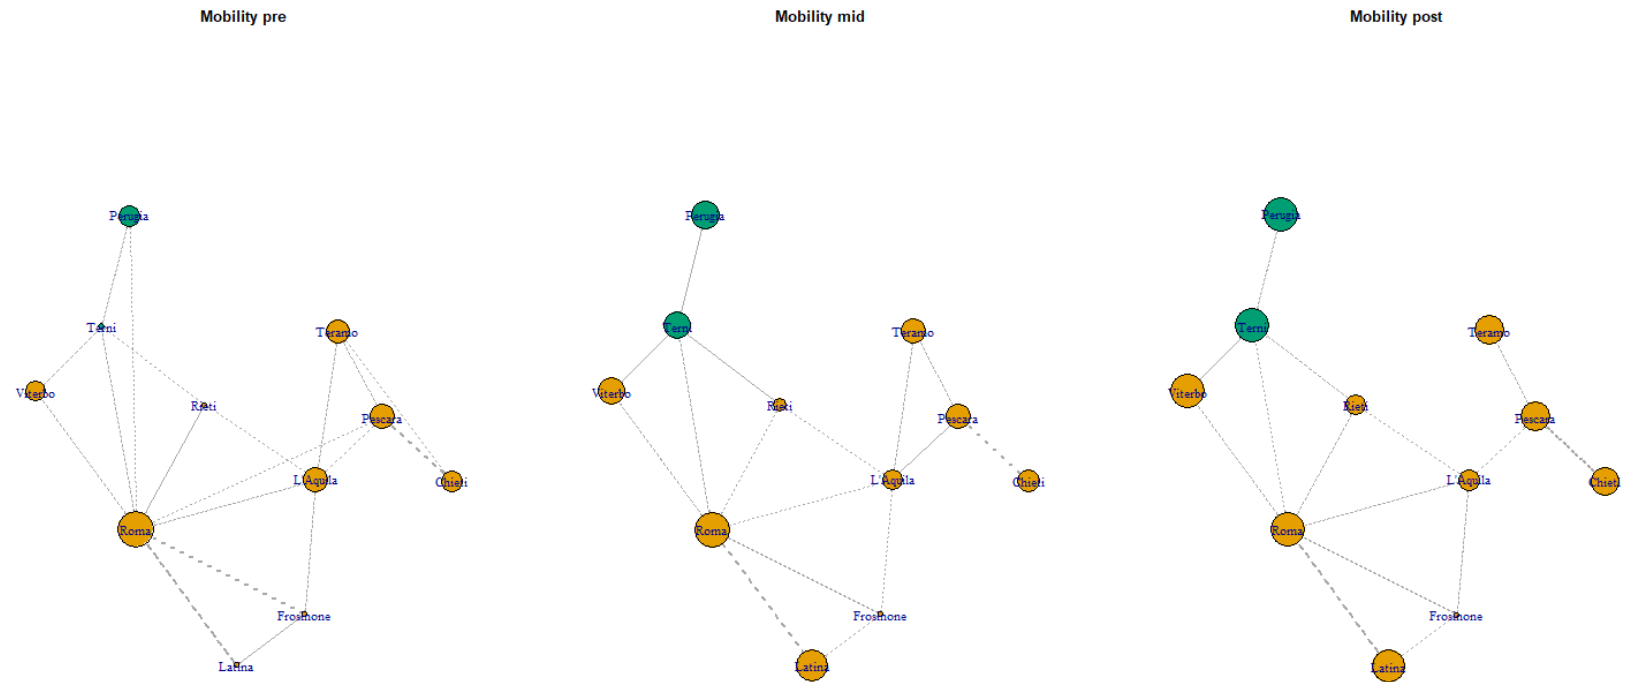 Mobility pre
Mobility mid
Mobility post
Perugia
Terni
Teramo
Viterbo
Rieti
Pescara
L'Aquila
Chieti
Roma
Frosinone
Latina
Perugia
Terni
Teramo
Viterbo
Rieti
Pescara
L'Aquila
Chieti
Roma
Frosinone
Latina
Perugia
Terni
Teramo
Viterbo
Rieti
Pescara
L'Aquila
Chieti
Roma
Frosinone
Latina